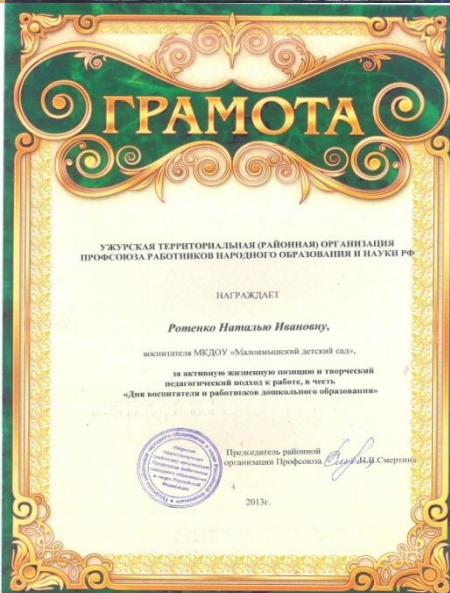 ГРАМОТА
УЖУРСКАЯ ТЕРРИТОРИАЛЬНАЯ (РАЙОННАЯ) ОРГАНИЗАЦИЯ
ПРОФСОЮЗА РАБОТНИКОВ НАРОДНОГО ОБРАЗОВАНИЯ И НАУКИ РФ
НАГРАЖДАЕТ
Ротенко Наталью Ивановну,
воспитателя МКДОУ «Малоимышский детский сад»,
за активную жизненную позицию и творческий
педагогический подход к работе, в честь
«Дня воспитателя и работников дошкольного образования»
Председатель районной
организации Профсоюза Н.В.Смертина
2013г.